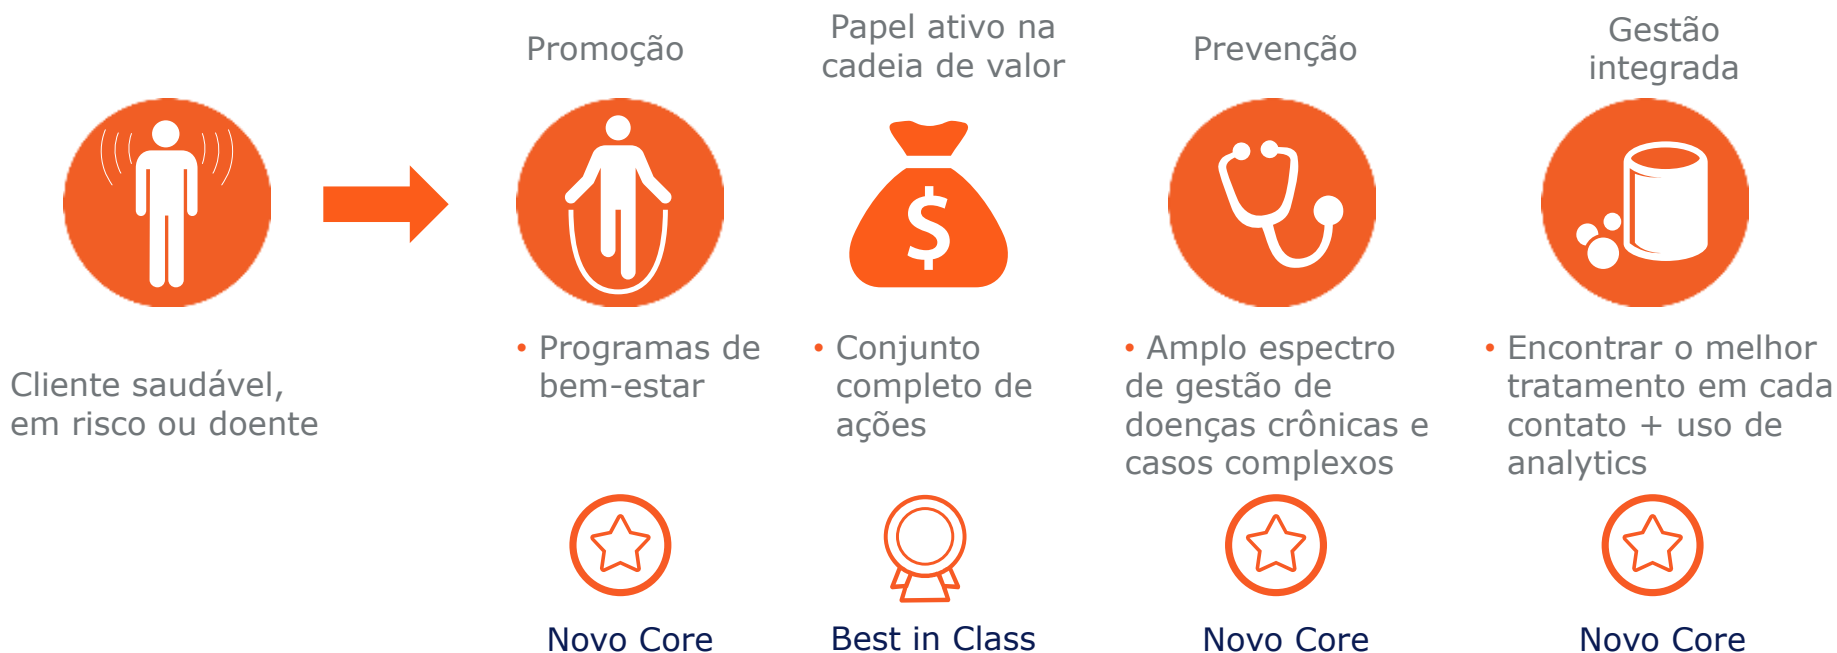 Promoção
Papel ativo na
cadeia de valor
Prevenção
Gestão
integrada
$
Cliente saudável,
em risco ou doente
• Programas de
bem-estar
• Conjunto
completo de
ações
• Amplo espectro
de gestão de
doenças crônicas e
casos complexos
• Encontrar o melhor
tratamento em cada
contato + uso de
analytics
Novo Core
Best in Class
Novo Core
Novo Core